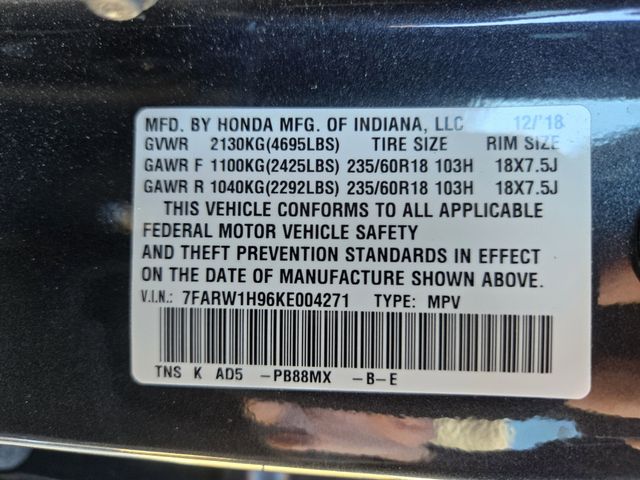 MFD. BY HONDA MFG. OF INDIANA, LLC 12/'18
GVWR 2130KG(4695LBS) TIRE SIZE RIM SIZE
GAWR F 1100KG(2425LBS) 235/60R18 103H 18X7.5J
GAWR R 1040KG(2292LBS) 235/60R18 103H 18X7.5J
THIS VEHICLE CONFORMS TO ALL APPLICABLE
FEDERAL MOTOR VEHICLE SAFETY
AND THEFT PREVENTION STANDARDS IN EFFECT
ON THE DATE OF MANUFACTURE SHOWN ABOVE.
V.I.N.: 7FARW1H96KE004271 TYPE: MPV
TNS K AD5 -PB88MX -B-E